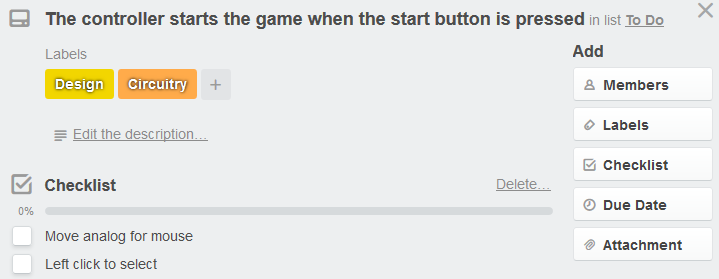 The controller starts the game when the start button is pressed in list To Do
Labels
Design Circuitry +
Edit the description...
Checklist Delete...
0%
Move analog for mouse
Left click to select
Add
Members
Labels
Checklist
Due Date
Attachment